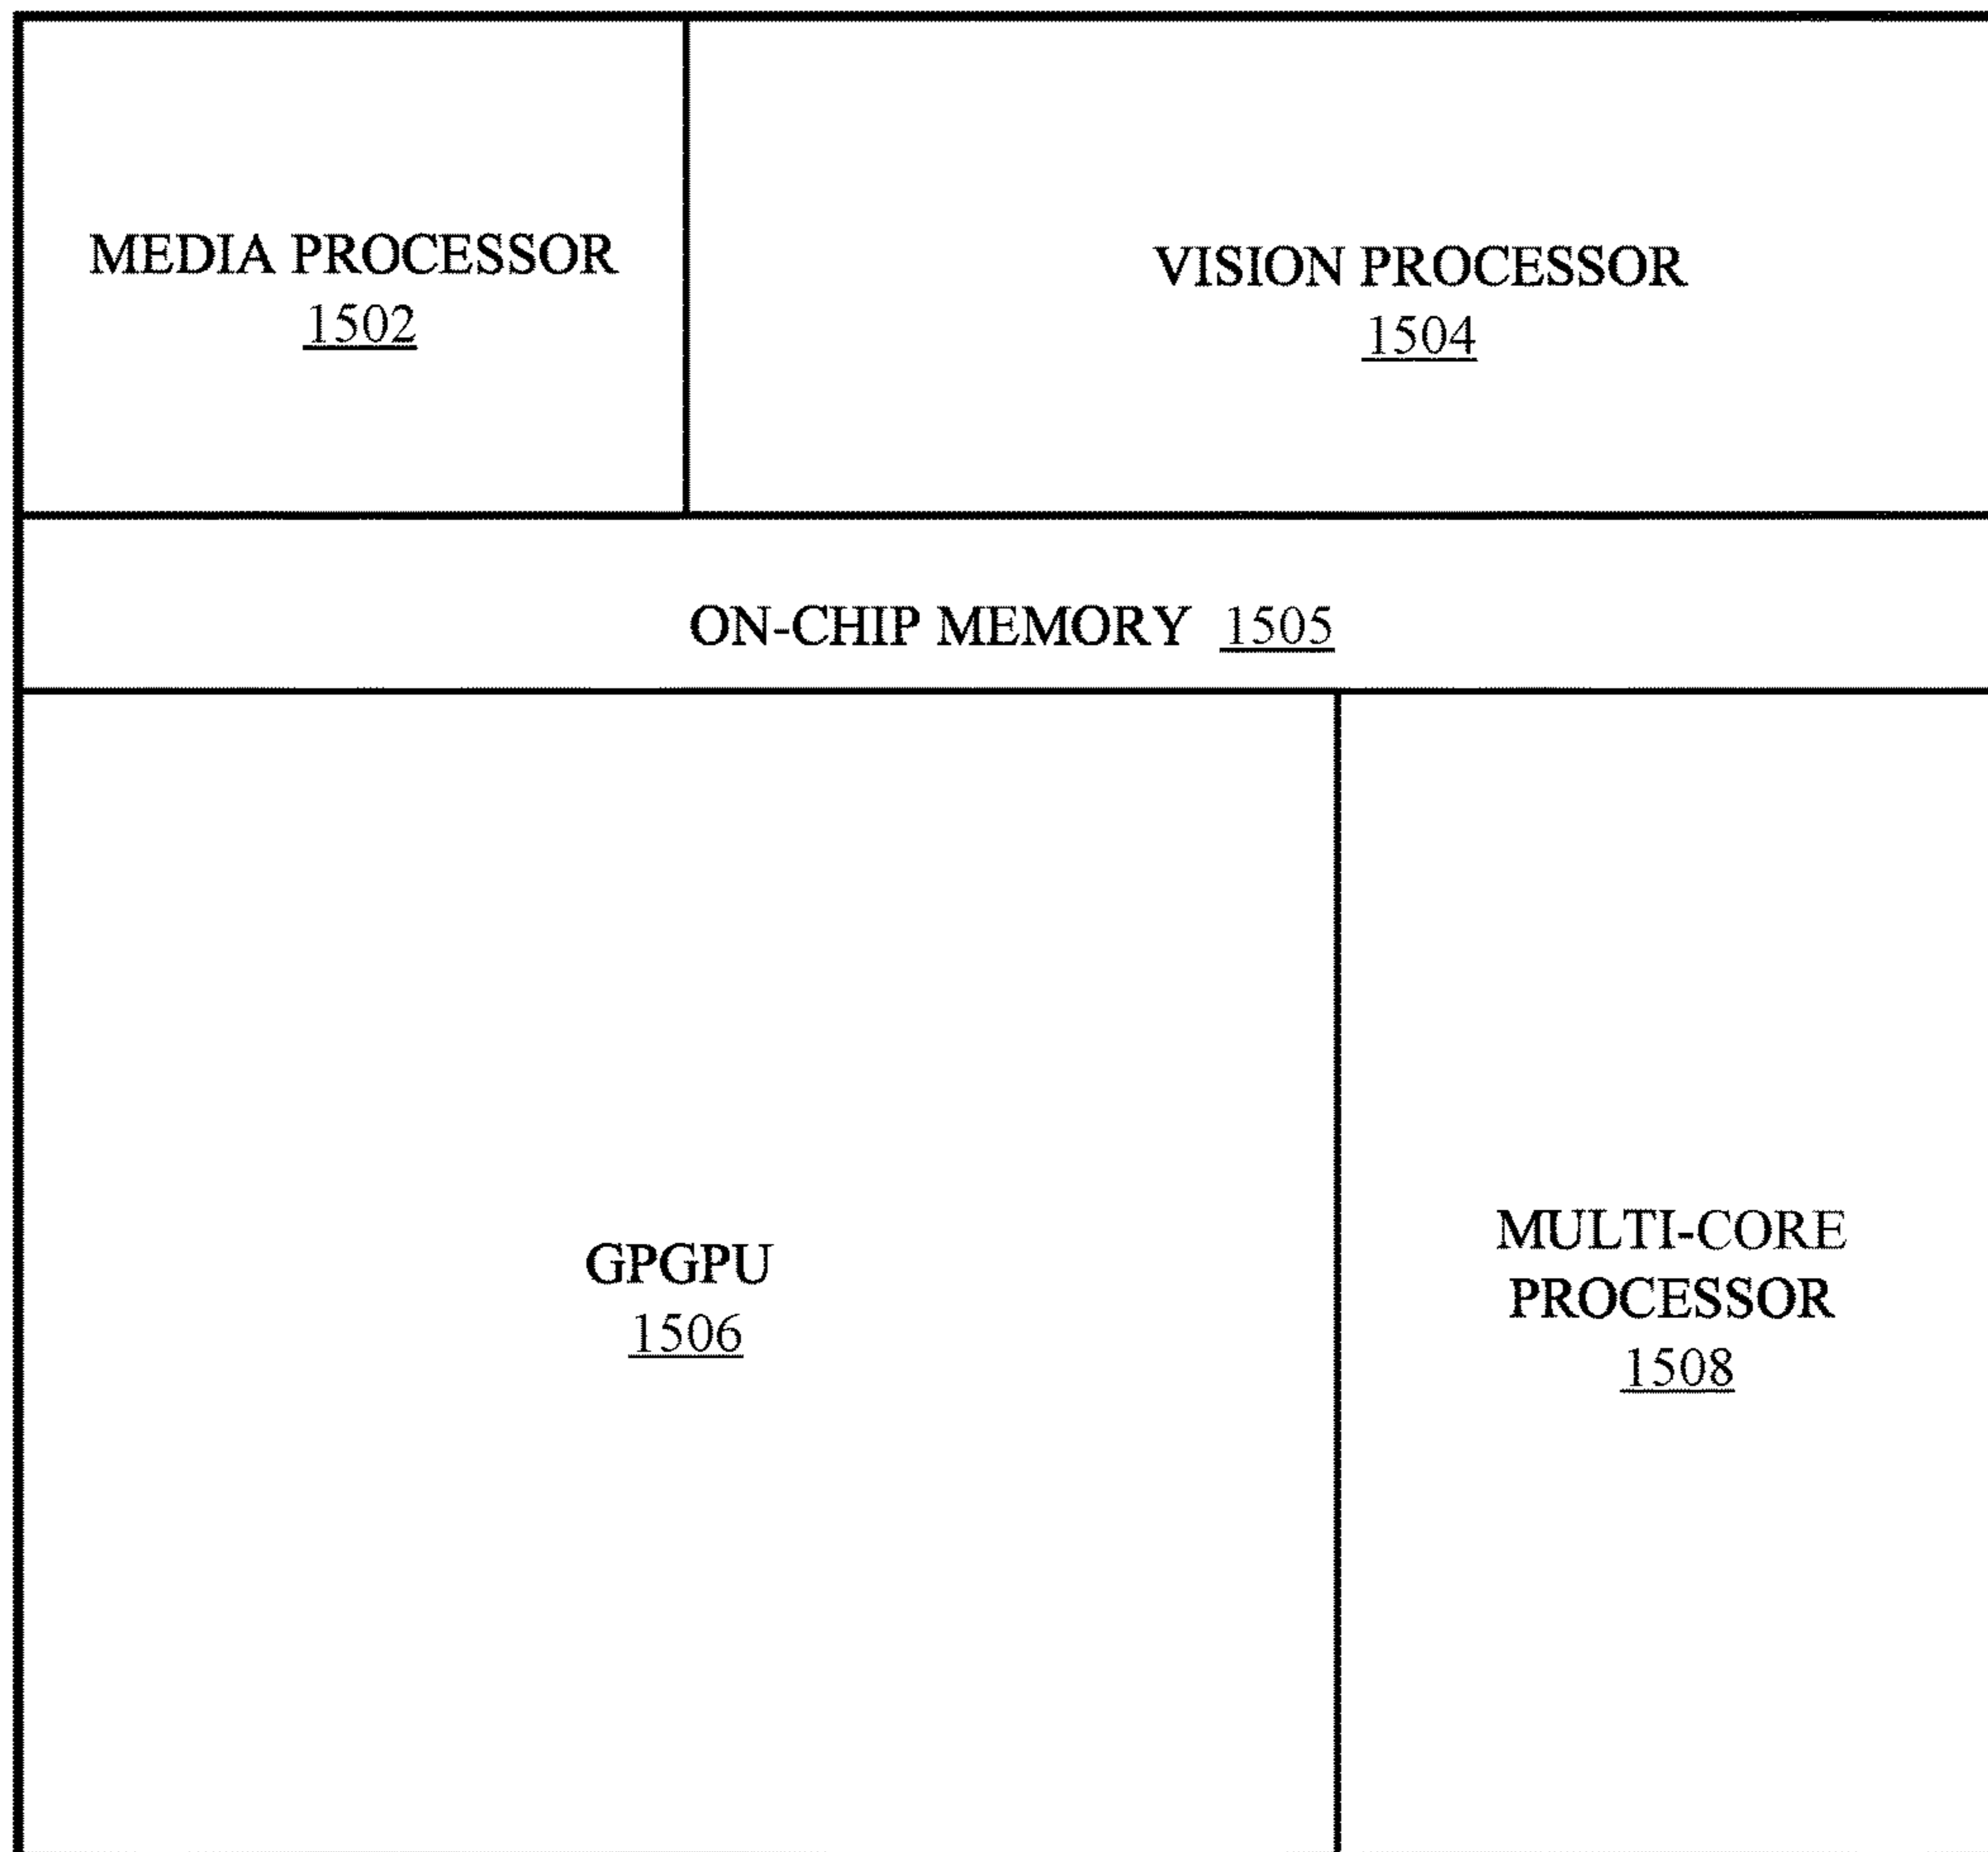 MEDIA PROCESSOR
1502
VISION PROCESSOR
1504
ON-CHIP MEMORY 1505
GPGPU
1506
MULTI-CORE
PROCESSOR
1508